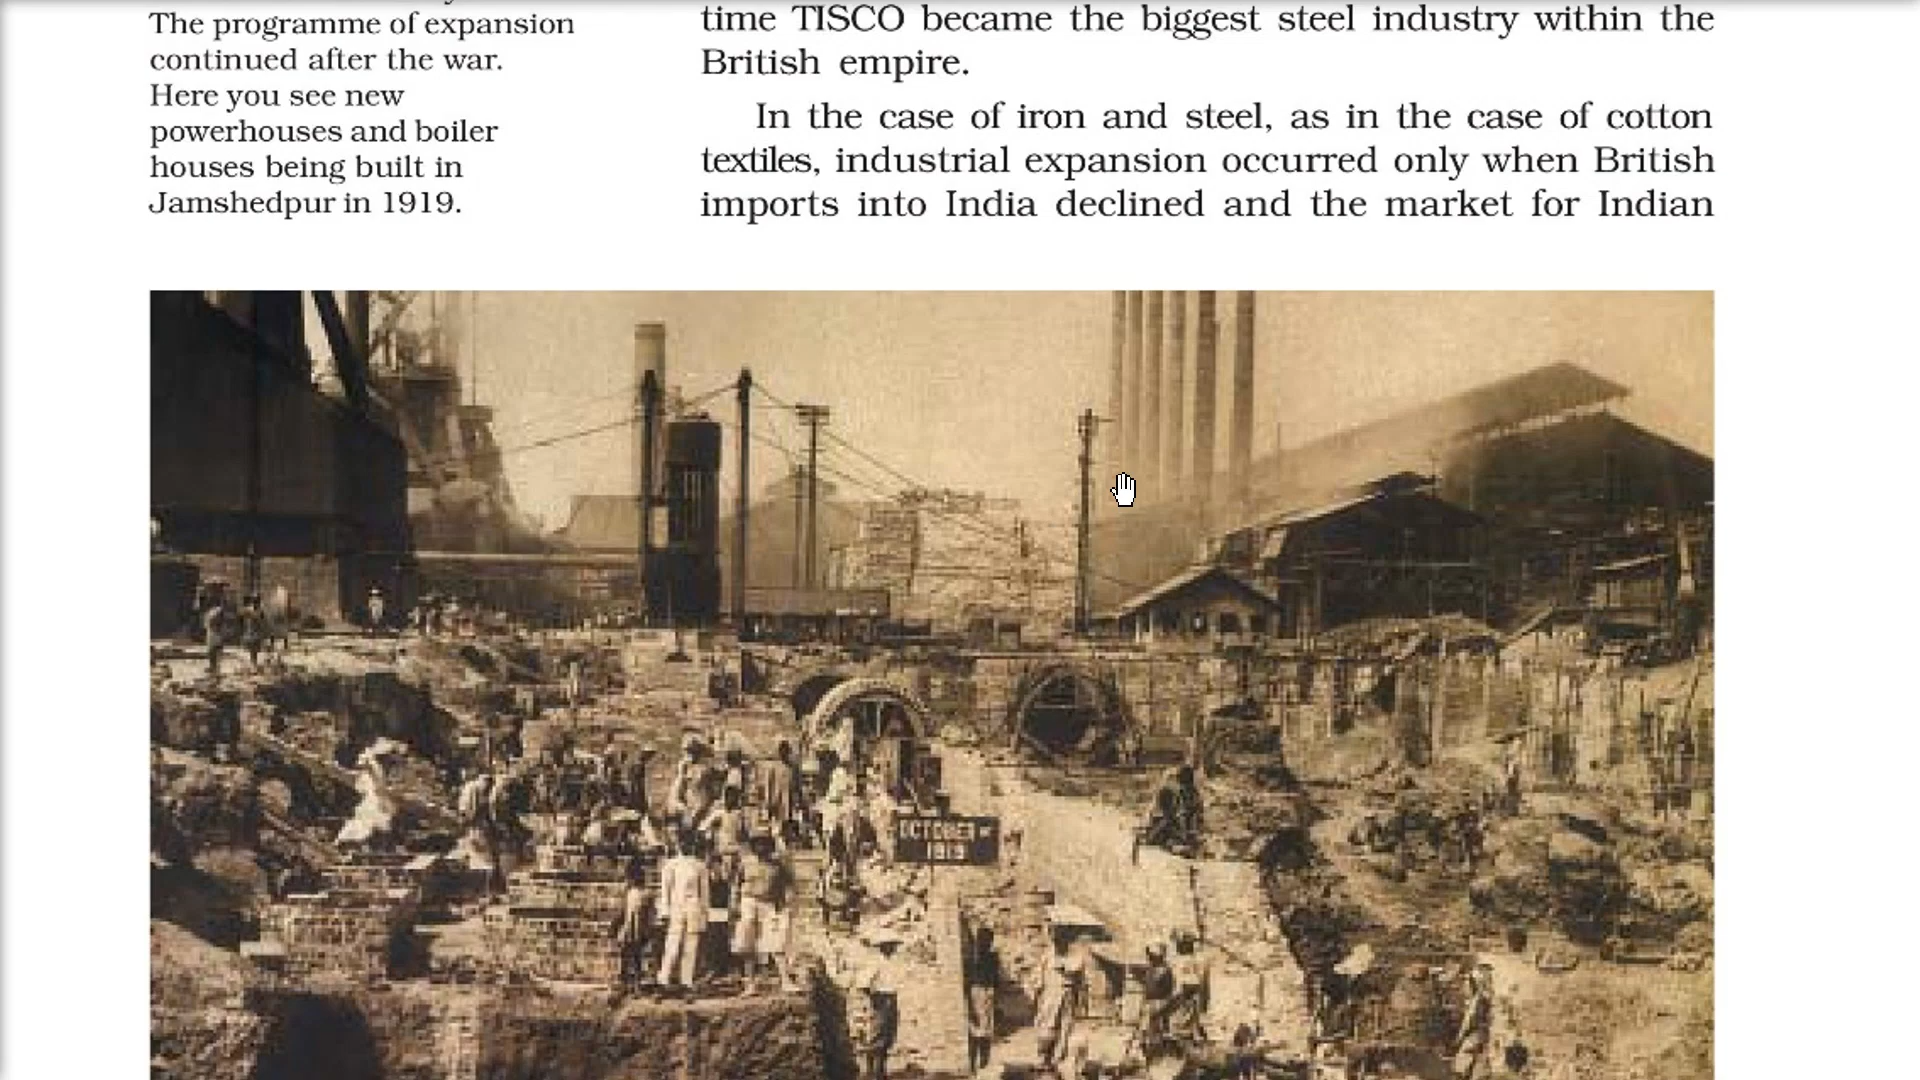 The programme of expansion
continued after the war.
Here you see new
powerhouses and boiler
houses being built in
Jamshedpur in 1919.
time TISCO became the biggest steel industry within the
British empire.
In the case of iron and steel, as in the case of cotton
textiles, industrial expansion occurred only when British
imports into India declined and the market for Indian
OCTOBER
1919